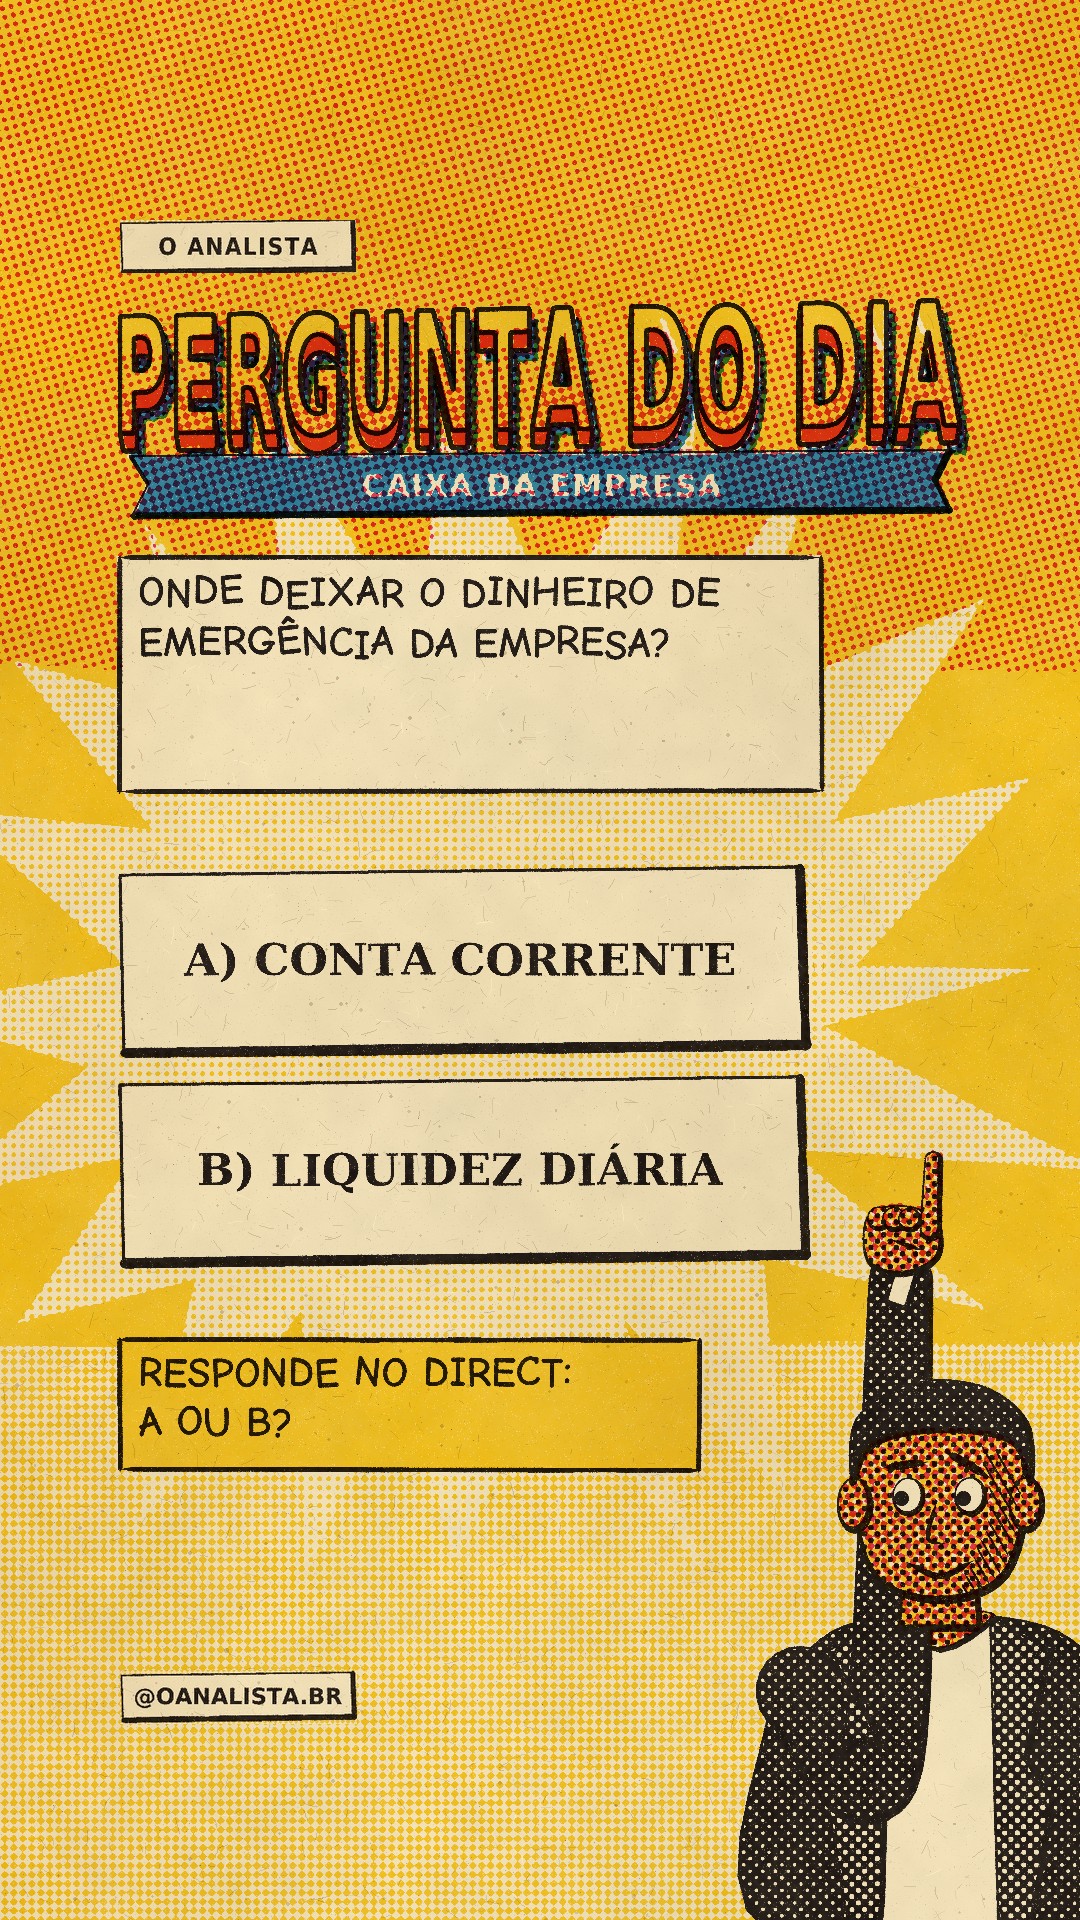 O ANALISTA
PERGUNTA DO DIA
CAIXA DA EMPRESA
ONDE DEIXAR O DINHEIRO DE
EMERGÊNCIA DA EMPRESA?
A) CONTA CORRENTE
B) LIQUIDEZ DIÁRIA
RESPONDE NO DIRECT:
A OU B?
@OANALISTA.BR